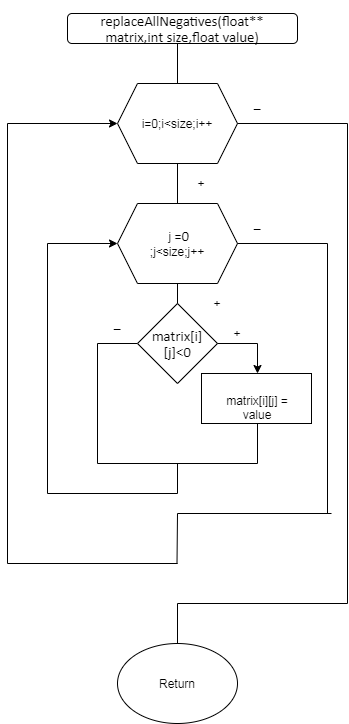 replaceAllNegatives(float**
matrix,int size,float value)
i=0;i<size;i++
–
+
j =0
;j<size;j++
–
+
matrix[i]
[j]<0
–
+
matrix[i][j] =
value
Return